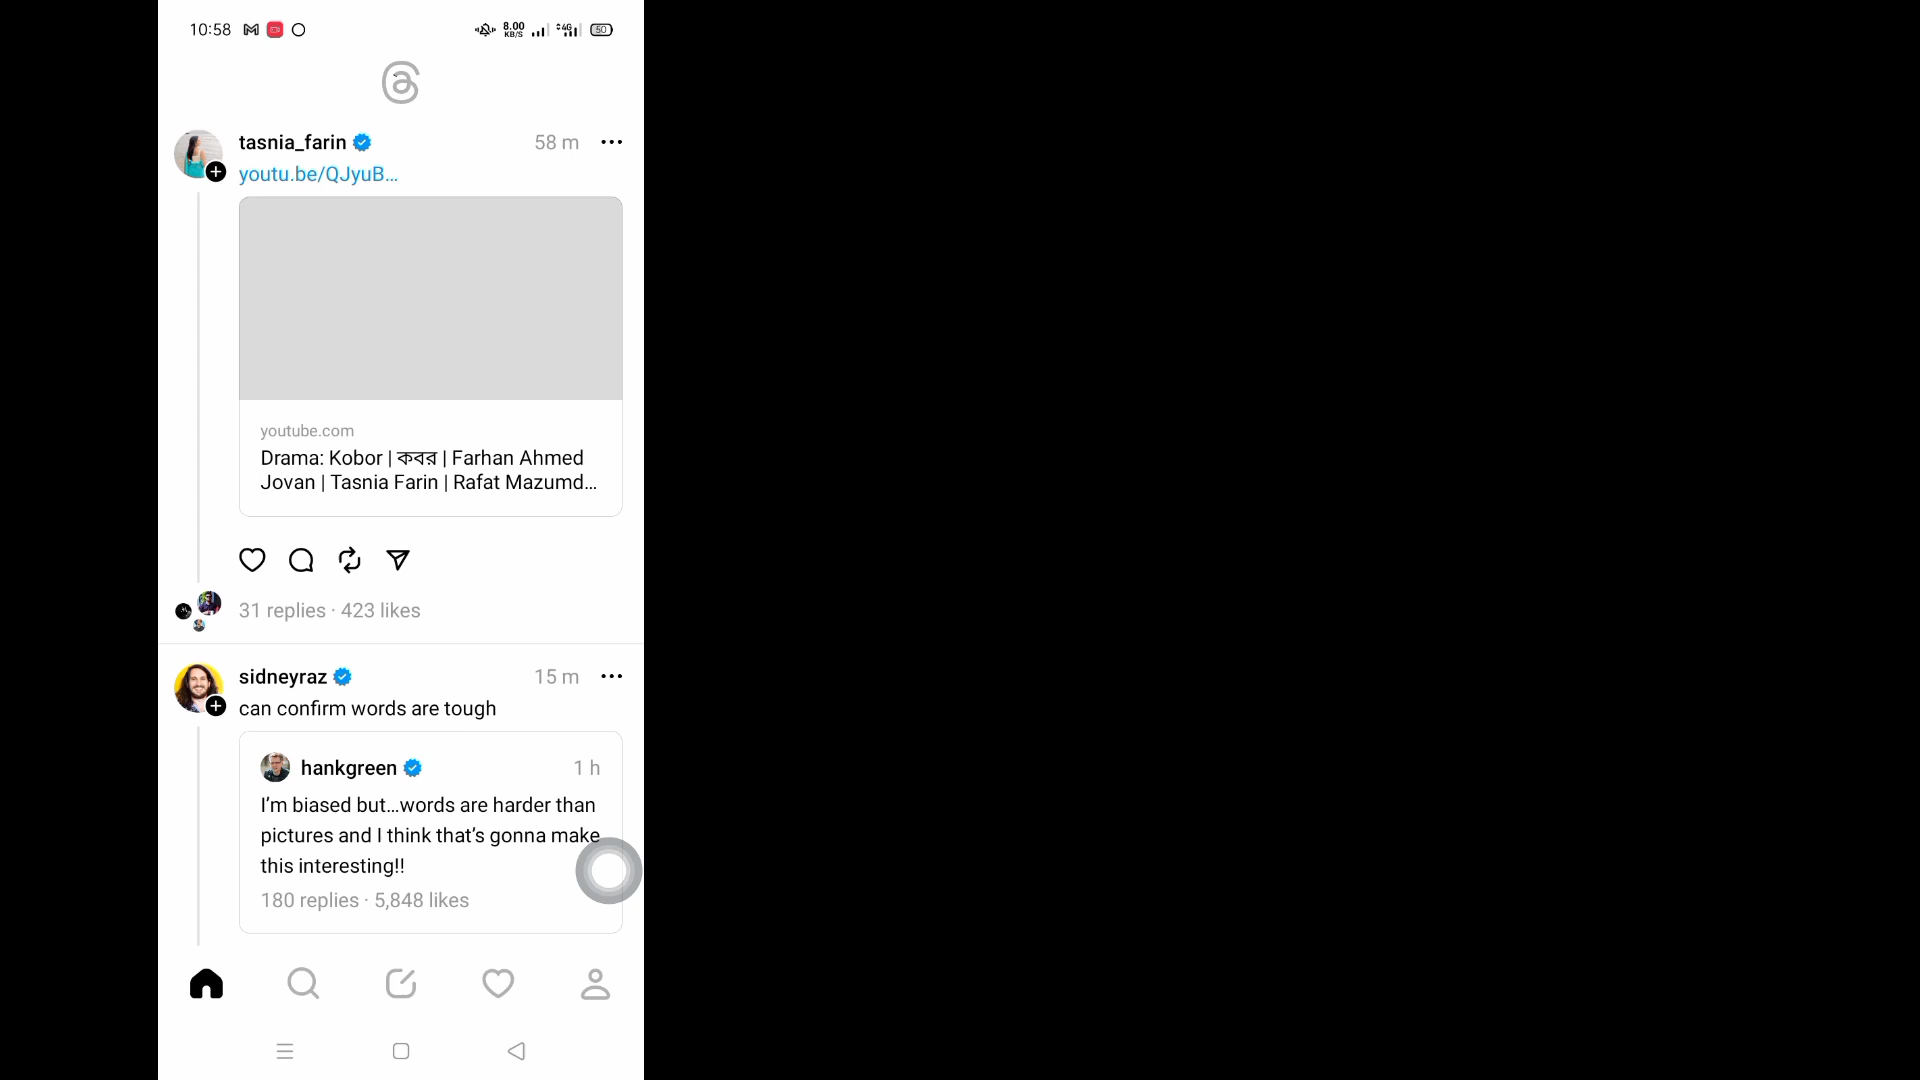 10:58 8.00 KB/S 4G 50
tasnia_farin 58 m
youtu.be/QJyuB...
youtube.com
Drama: Kobor | কবর | Farhan Ahmed
Jovan | Tasnia Farin | Rafat Mazumd...
31 replies · 423 likes
sidneyraz 15 m
can confirm words are tough
hankgreen 1 h
I’m biased but...words are harder than
pictures and I think that’s gonna make
this interesting!!
180 replies · 5,848 likes